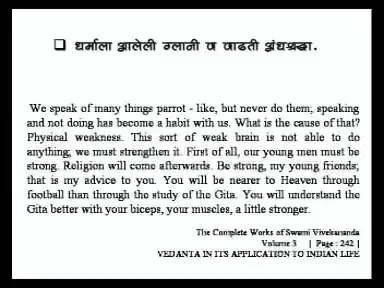 ❑ धर्माला आलेली ग्लानी व वाढती अंधश्रद्धा.
We speak of many things parrot - like, but never do them; speaking
and not doing has become a habit with us. What is the cause of that?
Physical weakness. This sort of weak brain is not able to do
anything; we must strengthen it. First of all, our young men must be
strong. Religion will come afterwards. Be strong, my young friends;
that is my advice to you. You will be nearer to Heaven through
football than through the study of the Gita. You will understand the
Gita better with your biceps, your muscles, a little stronger.
The Complete Works of Swami Vivekananda
Volume 3 | Page : 242 |
VEDANTA IN ITS APPLICATION TO INDIAN LIFE